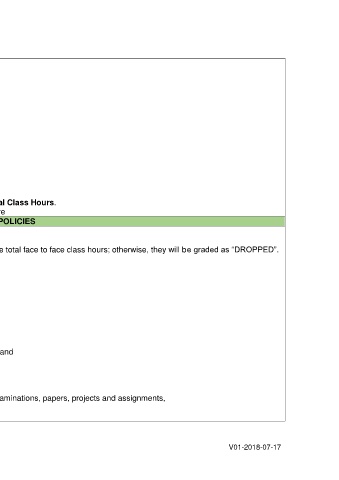 al Class Hours.
re
POLICIES
e total face to face class hours: otherwise, they will be graded as “DROPPED”.
and
aminations, papers, projects and assignments,
V01-2018-07-17